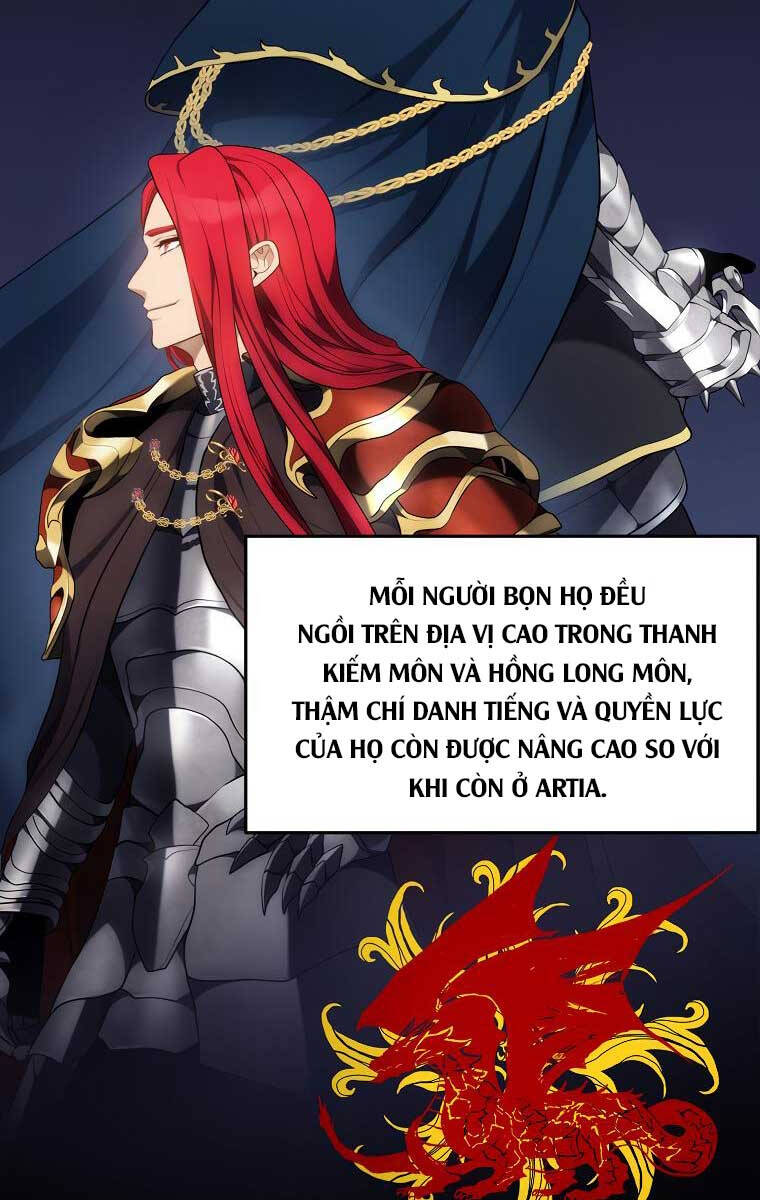 MỖI NGƯỜI BỌN HỌ ĐỀU
NGỒI TRÊN ĐỊA VỊ CAO TRONG THANH
KIẾM MÔN VÀ HỒNG LONG MÔN,
THẬM CHÍ DANH TIẾNG VÀ QUYỀN LỰC
CỦA HỌ CÒN ĐƯỢC NÂNG CAO SO VỚI
KHI CÒN Ở ARTIA.